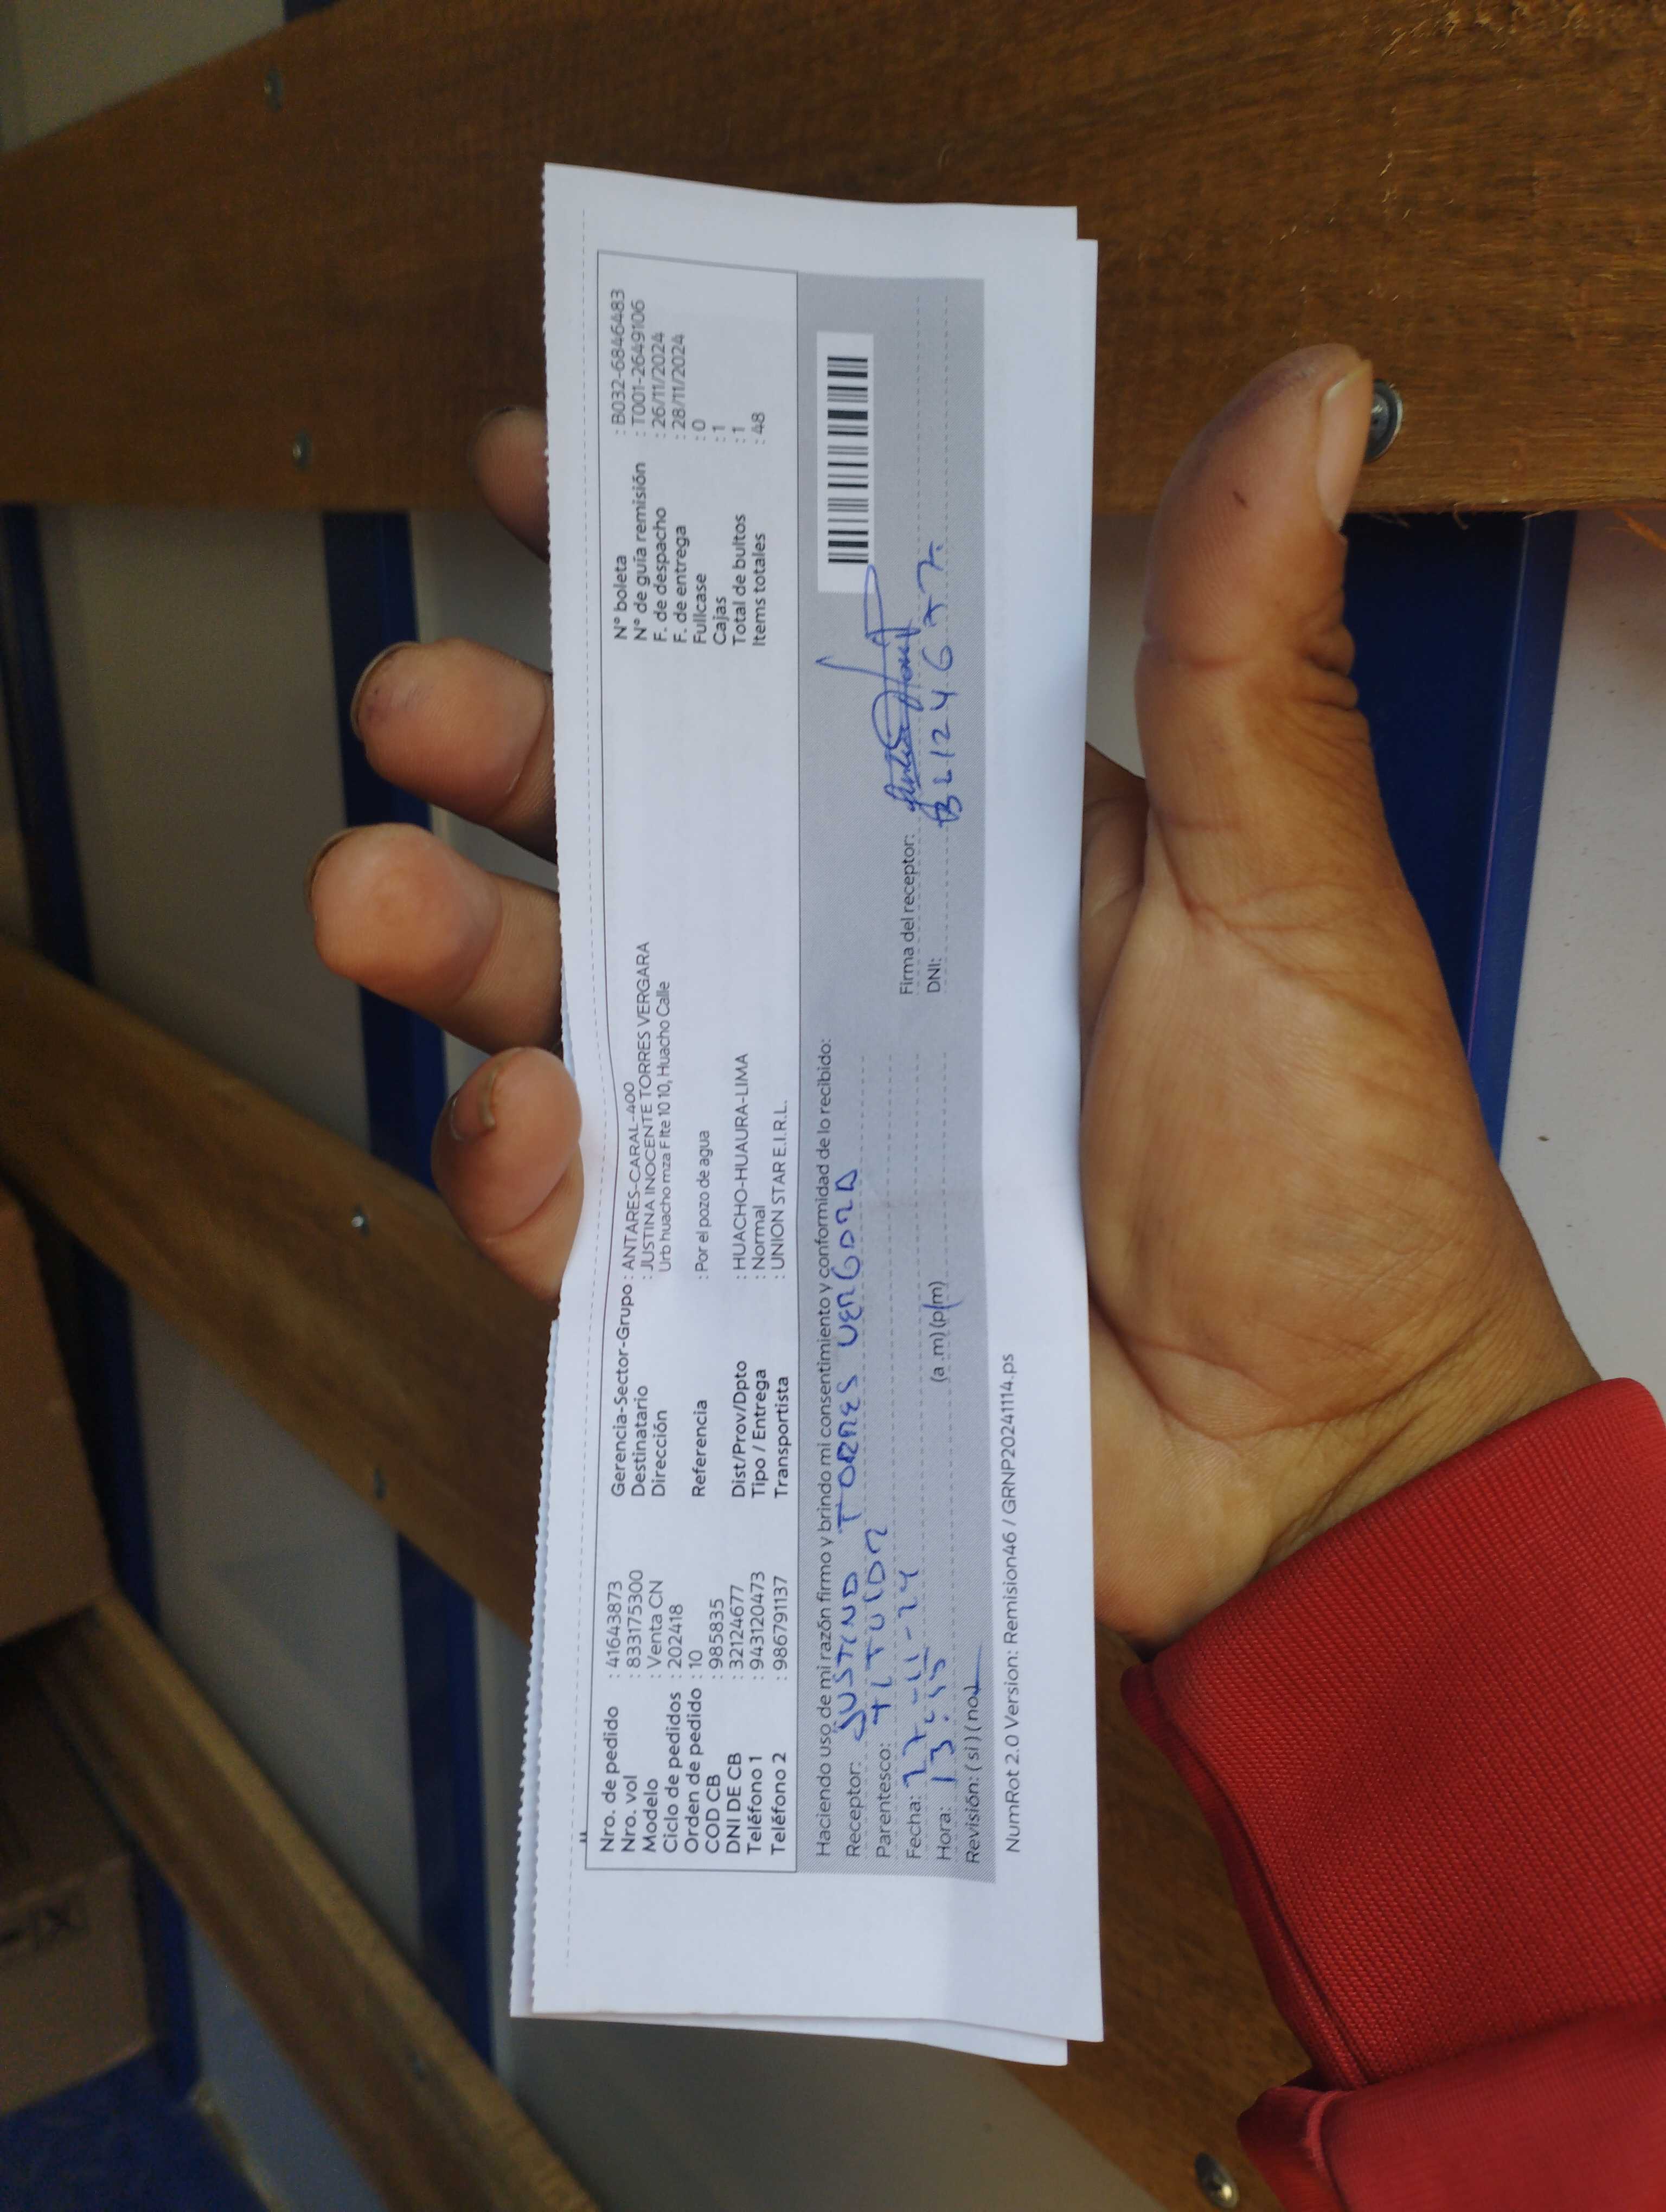 Nro. de pedido : 41643873
Nro. vol : 833175300
Modelo : Venta CN
Ciclo de pedidos : 202418
Orden de pedido : 10
COD CB : 985835
DNI DE CB : 32124677
Teléfono 1 : 943120473
Teléfono 2 : 986791137
Gerencia-Sector-Grupo : ANTARES-CARAL-400
Destinatario : JUSTINA INOCENTE TORRES VERGARA
Dirección Urb huacho mza F lte 10 10, Huacho Calle
Referencia : Por el pozo de agua
Dist/Prov/Dpto : HUACHO-HUAURA-LIMA
Tipo / Entrega : Normal
Transportista : UNION STAR E.I.R.L.
N° boleta : B032-6846483
N° de guía remisión : T001-2649106
F. de despacho : 26/11/2024
F. de entrega : 28/11/2024
Fullcase : 0
Cajas : 1
Total de bultos : 1
Items totales : 48
Haciendo uso de mi razón firmo y brindo mi consentimiento y conformidad de lo recibido:
Receptor: JUSTINA TORRES VERGARA
Parentesco: TITULAR
Fecha: 27-11-24
Hora: 13:55 (a .m) (p.m)
Revisión: ( si ) ( no )
Firma del receptor:
DNI: 32124677
NumRot 2.0 Version: Remision46 / GRNP20241114.ps